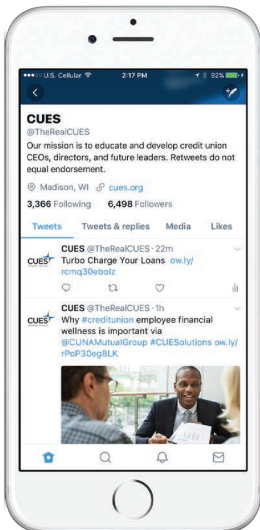 U.S. Cellular 2:17 PM 92%
CUES
@TheRealCUES
Our mission is to educate and develop credit union
CEOs, directors, and future leaders. Retweets do not
equal endorsement.
Madison, WI cues.org
3,366 Following 6,498 Followers
Tweets Tweets & replies Media Likes
CUES @TheRealCUES · 22m
CUES Turbo Charge Your Loans ow.ly/
rcmq30ebolz
CUES @TheRealCUES · 1h
CUES Why #creditunion employee financial
wellness is important via
@CUNAMutualGroup #CUESolutions ow.ly/
rPoP30eg8LK